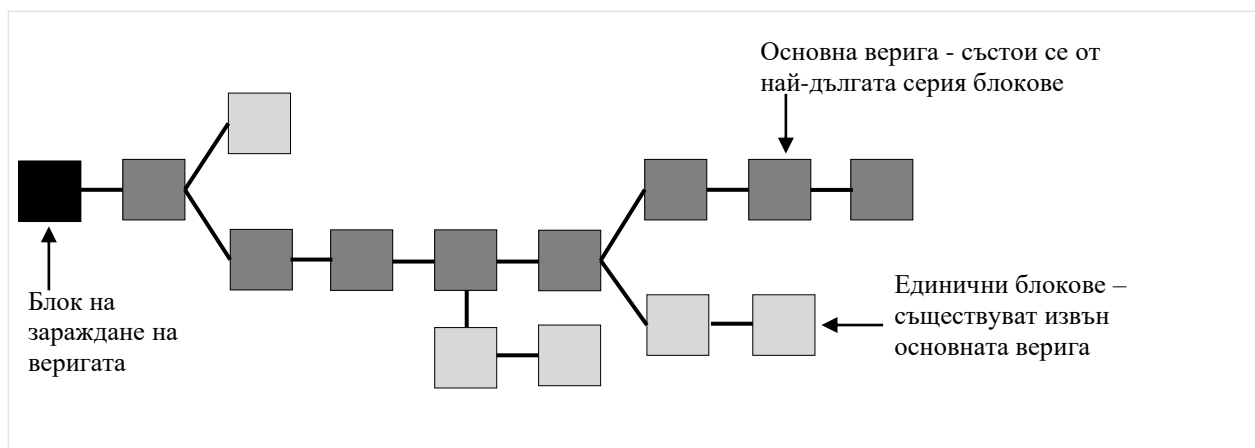 Основна верига - състои се от
най-дългата серия блокове
Блок на
зараждане на
веригата
Единични блокове –
съществуват извън
основната верига